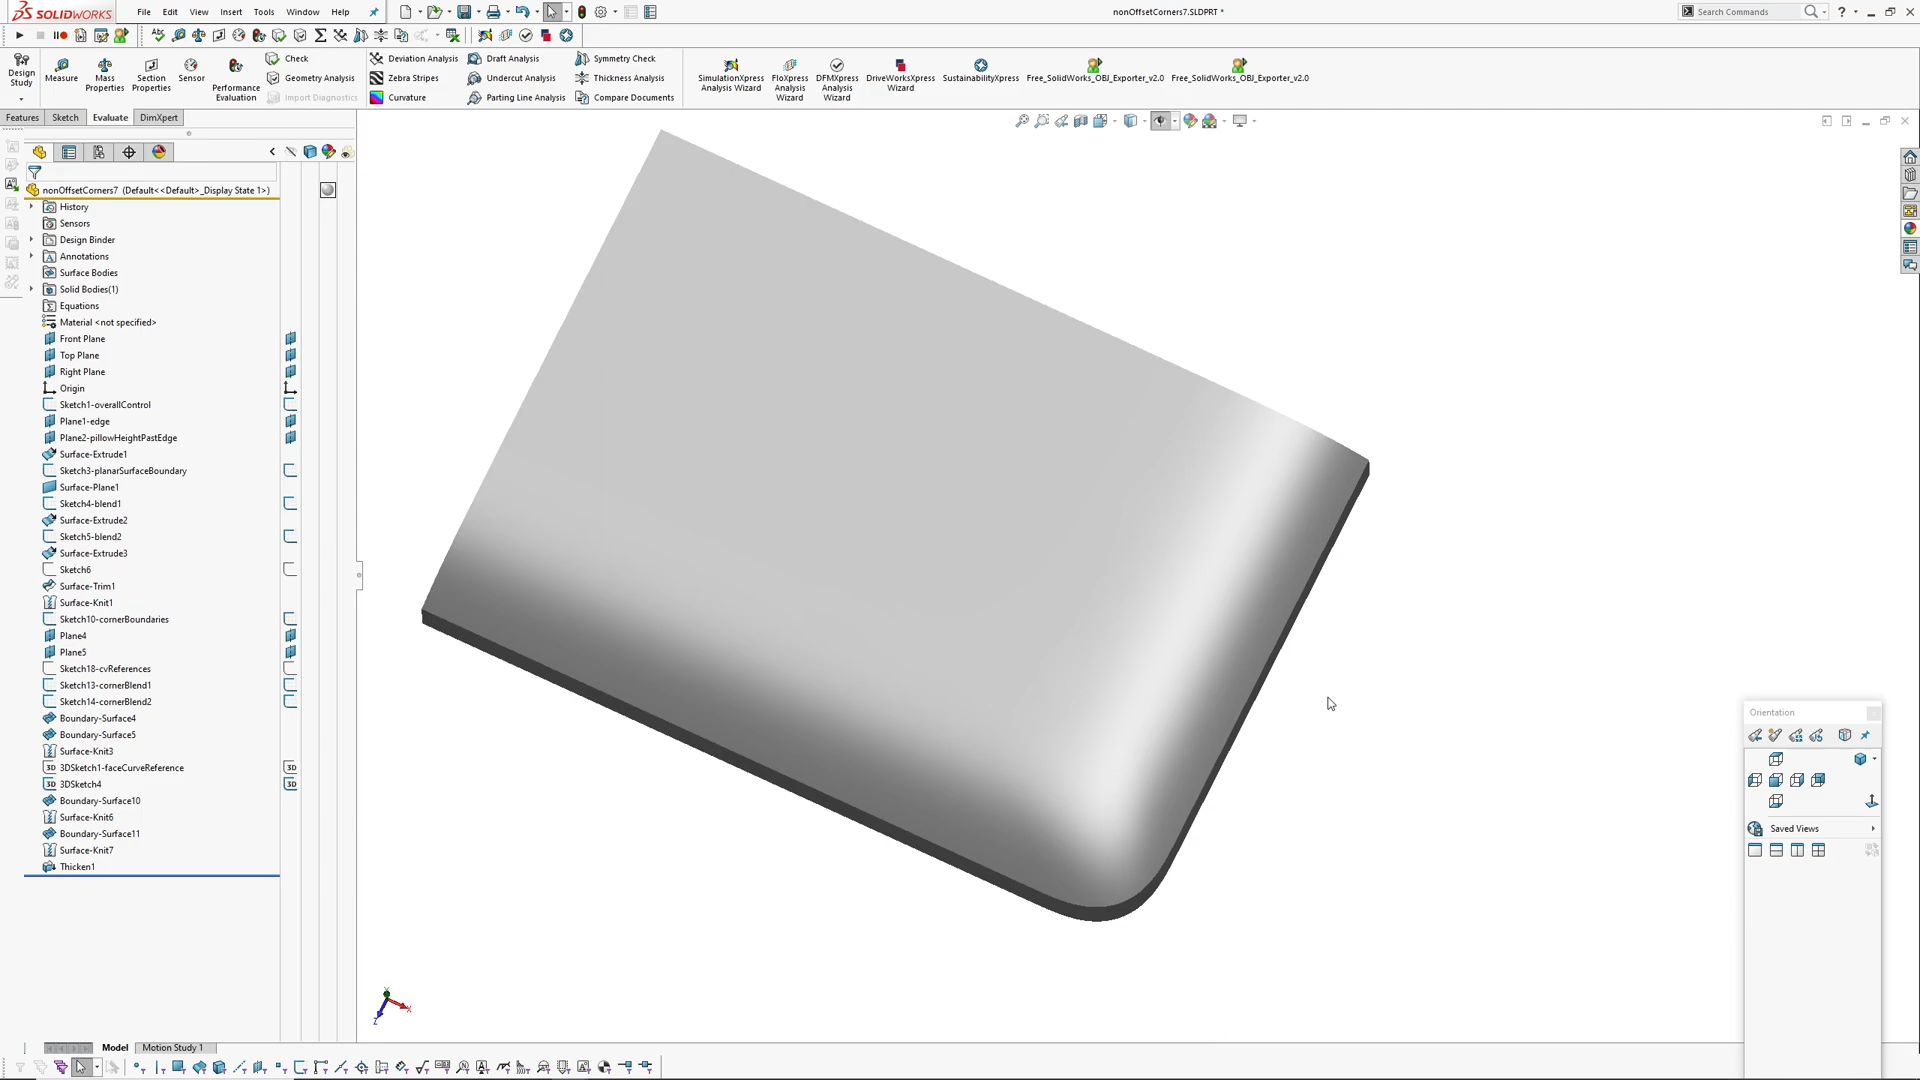 SOLIDWORKS File Edit View Insert Tools Window Help nonOffsetCorners7.SLDPRT * Search Commands
Design Study
Measure
Mass Properties
Section Properties
Sensor
Performance Evaluation
Check
Geometry Analysis
Import Diagnostics
Deviation Analysis
Zebra Stripes
Curvature
Draft Analysis
Undercut Analysis
Parting Line Analysis
Symmetry Check
Thickness Analysis
Compare Documents
SimulationXpress Analysis Wizard
FloXpress Analysis Wizard
DFMXpress Analysis Wizard
DriveWorksXpress Wizard
SustainabilityXpress
Free_SolidWorks_OBJ_Exporter_v2.0
Free_SolidWorks_OBJ_Exporter_v2.0
Features Sketch Evaluate DimXpert
nonOffsetCorners7 (Default<<Default>_Display State 1>)
History
Sensors
Design Binder
Annotations
Surface Bodies
Solid Bodies(1)
Equations
Material <not specified>
Front Plane
Top Plane
Right Plane
Origin
Sketch1-overallControl
Plane1-edge
Plane2-pillowHeightPastEdge
Surface-Extrude1
Sketch3-planarSurfaceBoundary
Surface-Plane1
Sketch4-blend1
Surface-Extrude2
Sketch5-blend2
Surface-Extrude3
Sketch6
Surface-Trim1
Surface-Knit1
Sketch10-cornerBoundaries
Plane4
Plane5
Sketch18-cvReferences
Sketch13-cornerBlend1
Sketch14-cornerBlend2
Boundary-Surface4
Boundary-Surface5
Surface-Knit3
3D 3DSketch1-faceCurveReference 3D
3D 3DSketch4 3D
Boundary-Surface10
Surface-Knit6
Boundary-Surface11
Surface-Knit7
Thicken1
Orientation
Saved Views
Y
X
Z
Model Motion Study 1